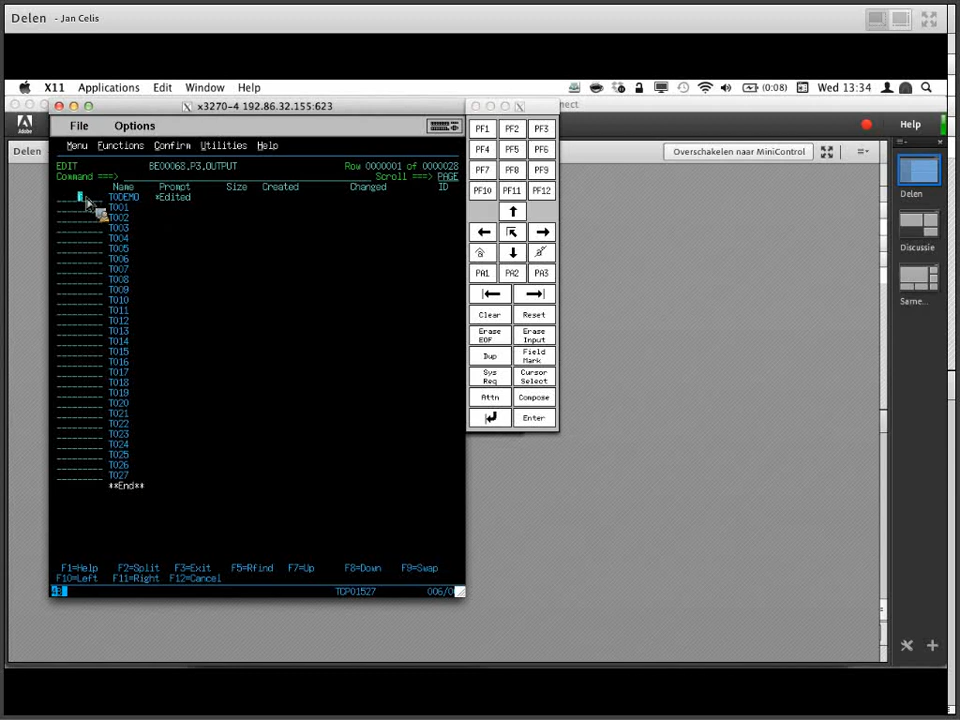 Delen - Jan Celis
X11 Applications Edit Window Help
(0:08) Wed 13:34
x3270-4 192.86.32.155:623
nect
File Options
Help
Delen
Overschakelen naar MiniControl
Menu Functions Confirm Utilities Help
EDIT BE00068.P3.OUTPUT Row 0000001 of 0000028
Command ===> Scroll ===> PAGE
Name Prompt Size Created Changed ID
TODEMO *Edited
T001
T002
T003
T004
T005
T006
T007
T008
T009
T010
T011
T012
T013
T014
T015
T016
T017
T018
T019
T020
T021
T022
T023
T024
T025
T026
T027
**End**
F1=Help F2=Split F3=Exit F5=Rfind F7=Up F8=Down F9=Swap
F10=Left F11=Right F12=Cancel
TCP01527 006/0
PF1 PF2 PF3
PF4 PF5 PF6
PF7 PF8 PF9
PF10 PF11 PF12
PA1 PA2 PA3
Clear Reset
Erase EOF Erase Input
Dup Field Mark
Sys Req Cursor Select
Attn Compose
Enter
Delen
Discussie
Same...